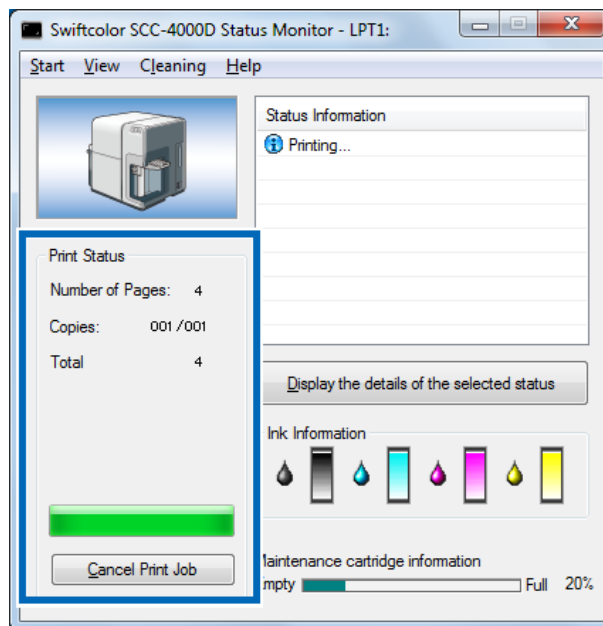 Swiftcolor SCC-4000D Status Monitor - LPT1:
Start View Cleaning Help
Status Information
Printing...
Print Status
Number of Pages: 4
Copies: 001/001
Total 4
Display the details of the selected status
Ink Information
Cancel Print Job
Maintenance cartridge information
Empty Full 20%